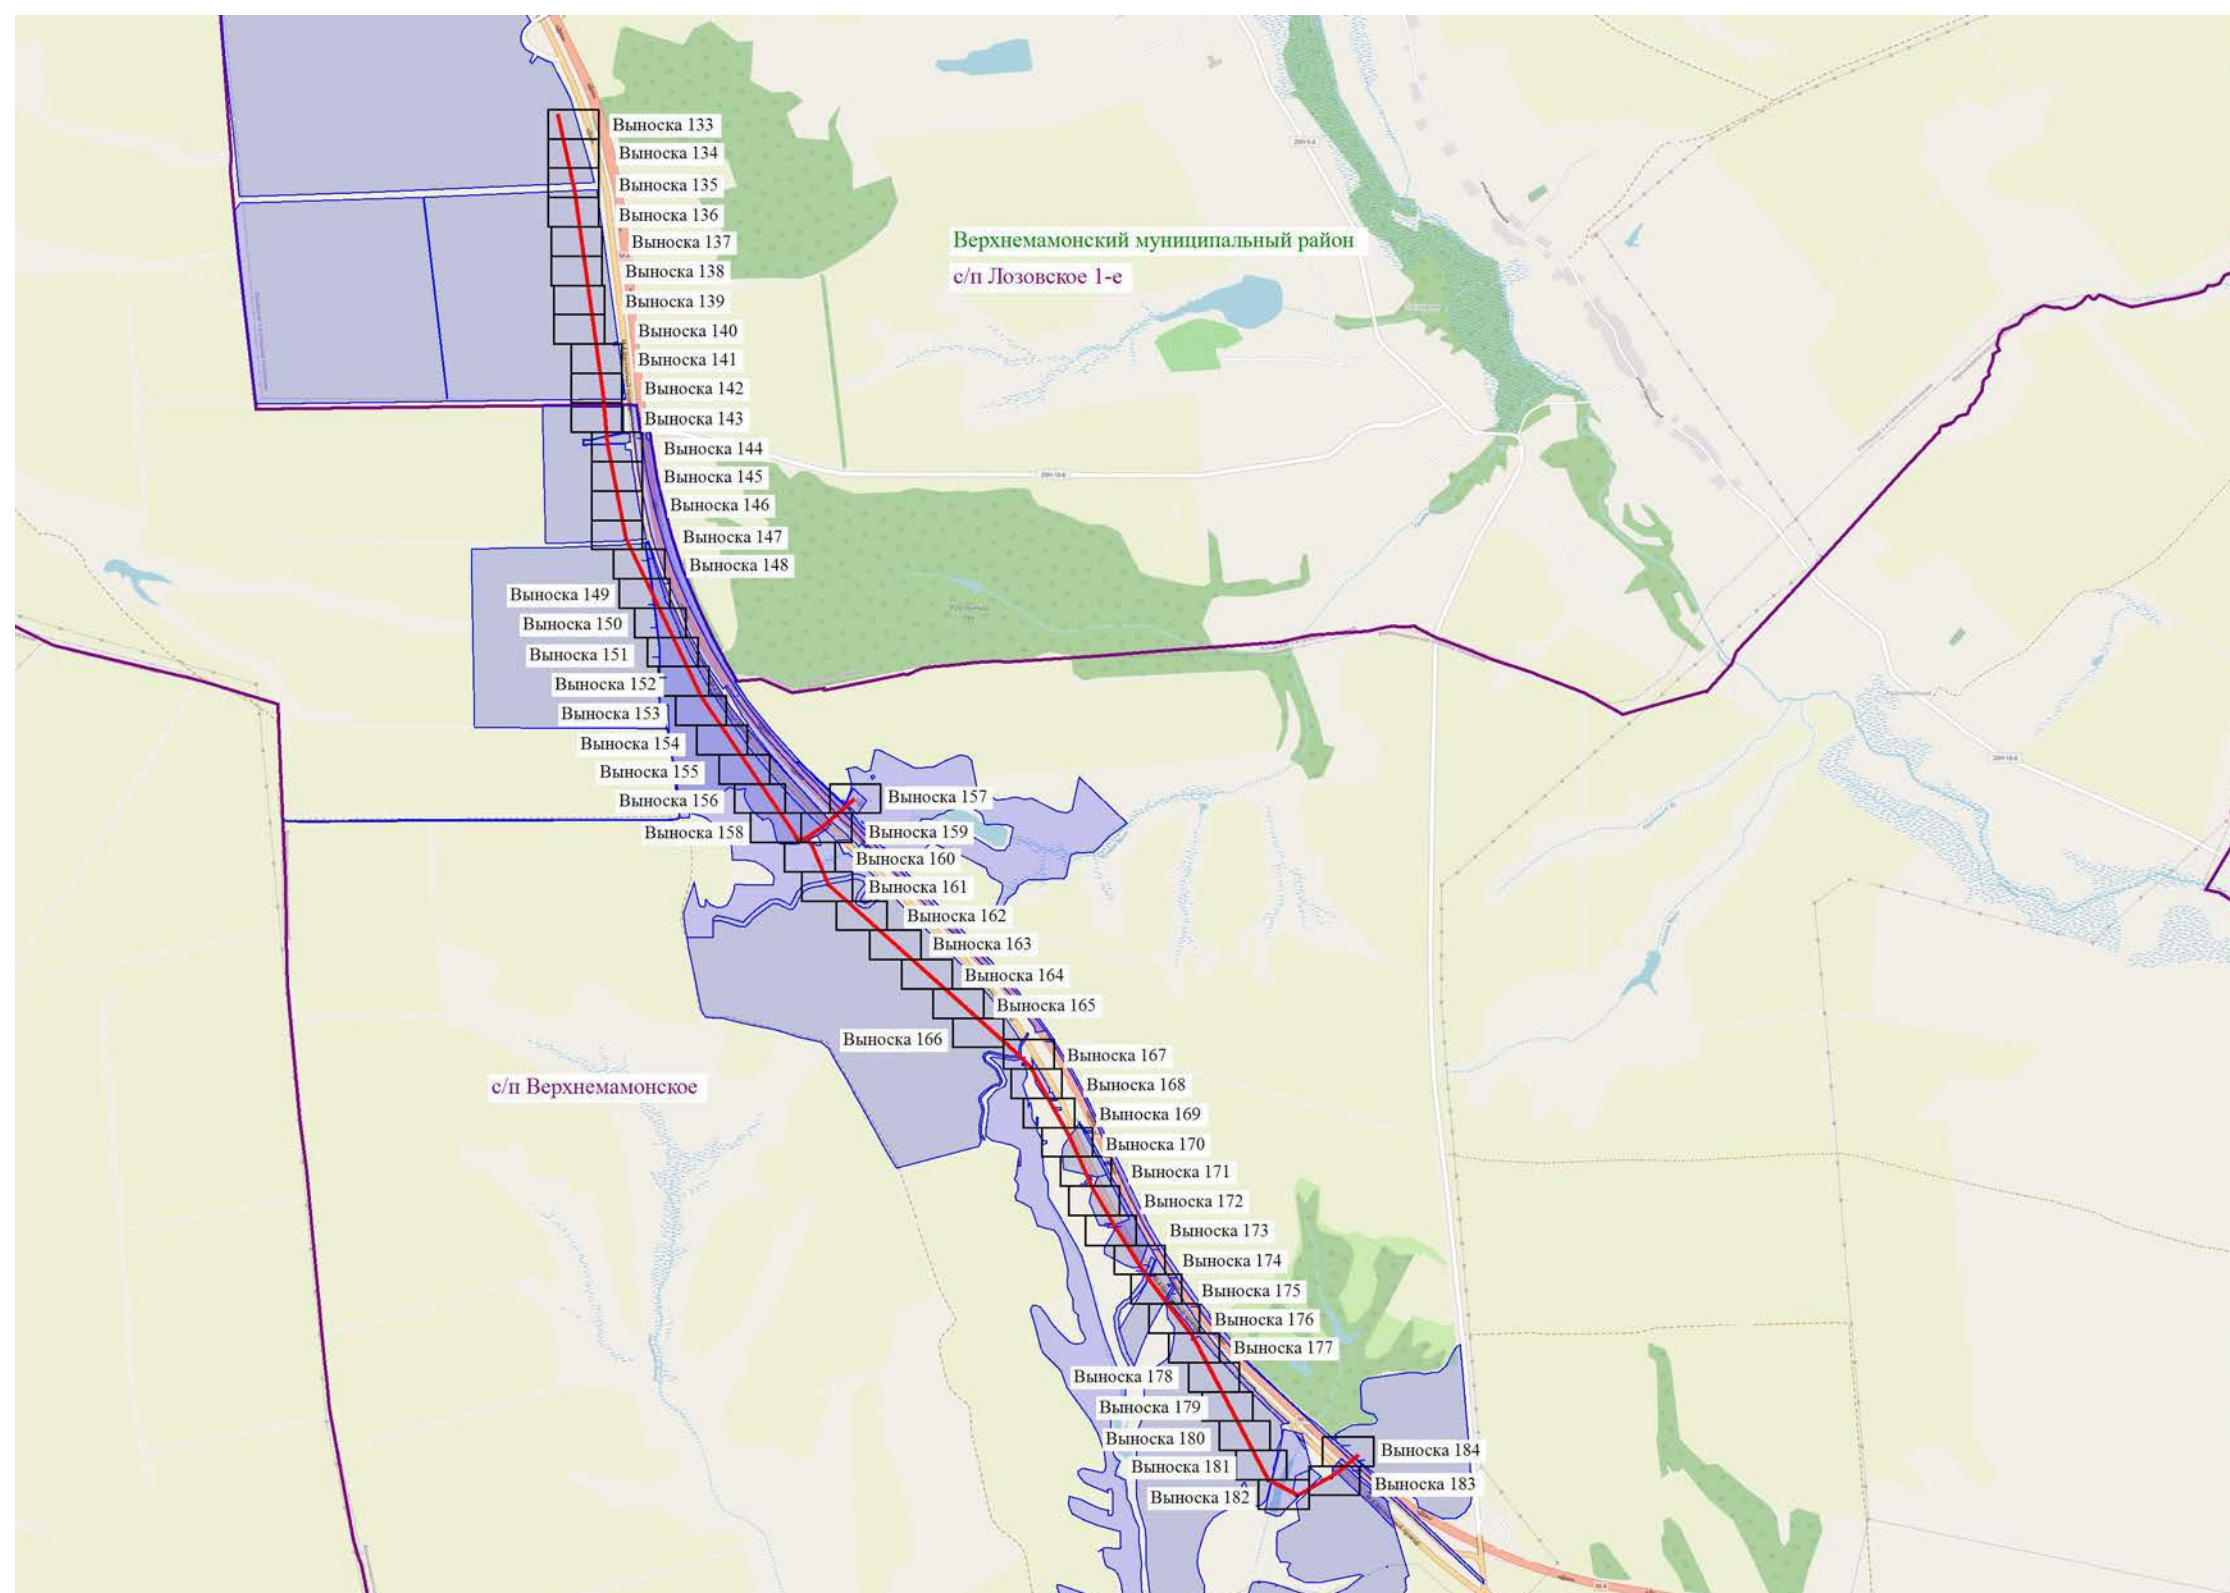 Выноска 133
Выноска 134
Выноска 135
Выноска 136
Выноска 137
Выноска 138
Выноска 139
Выноска 140
Выноска 141
Выноска 142
Выноска 143
Выноска 144
Выноска 145
Выноска 146
Выноска 147
Выноска 148
Выноска 149
Выноска 150
Выноска 151
Выноска 152
Выноска 153
Выноска 154
Выноска 155
Выноска 156
Выноска 157
Выноска 158
Выноска 159
Выноска 160
Выноска 161
Выноска 162
Выноска 163
Выноска 164
Выноска 165
Выноска 166
Выноска 167
Выноска 168
Выноска 169
Выноска 170
Выноска 171
Выноска 172
Выноска 173
Выноска 174
Выноска 175
Выноска 176
Выноска 177
Выноска 178
Выноска 179
Выноска 180
Выноска 181
Выноска 182
Выноска 184
Выноска 183
Верхнемамонский муниципальный район
с/п Лозовское 1-е
с/п Верхнемамонское
М-4